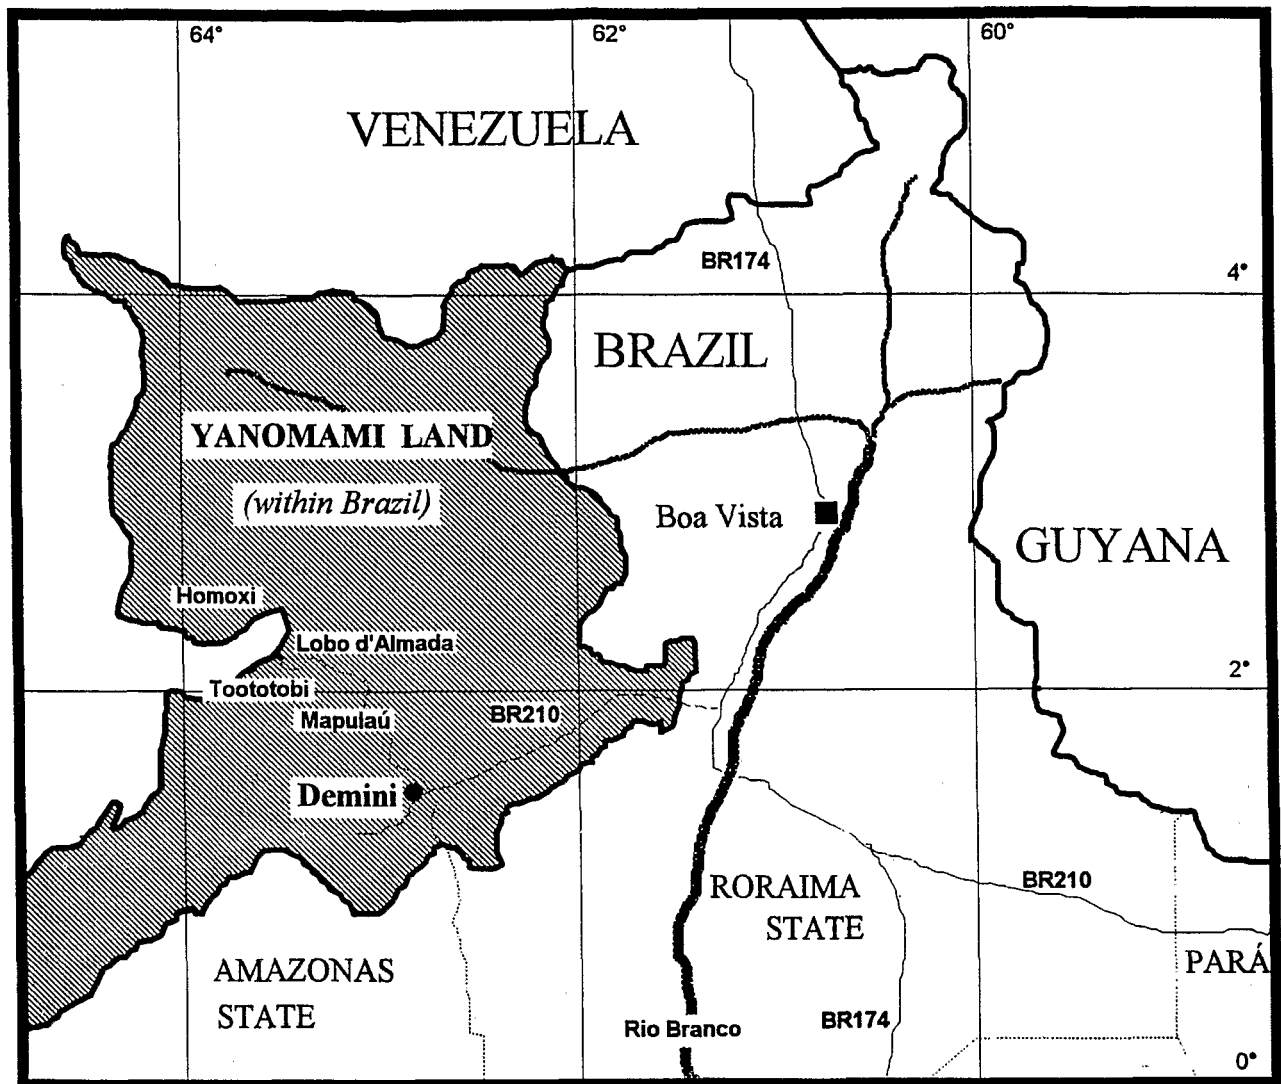 64°
62°
60°
VENEZUELA
BR174
4°
BRAZIL
YANOMAMI LAND
(within Brazil)
Boa Vista
GUYANA
Homoxi
Lobo d'Almada
2°
Toototobi
Mapulaú
BR210
Demini
BR210
RORAIMA
STATE
PARÁ
AMAZONAS
STATE
Rio Branco
BR174
0°